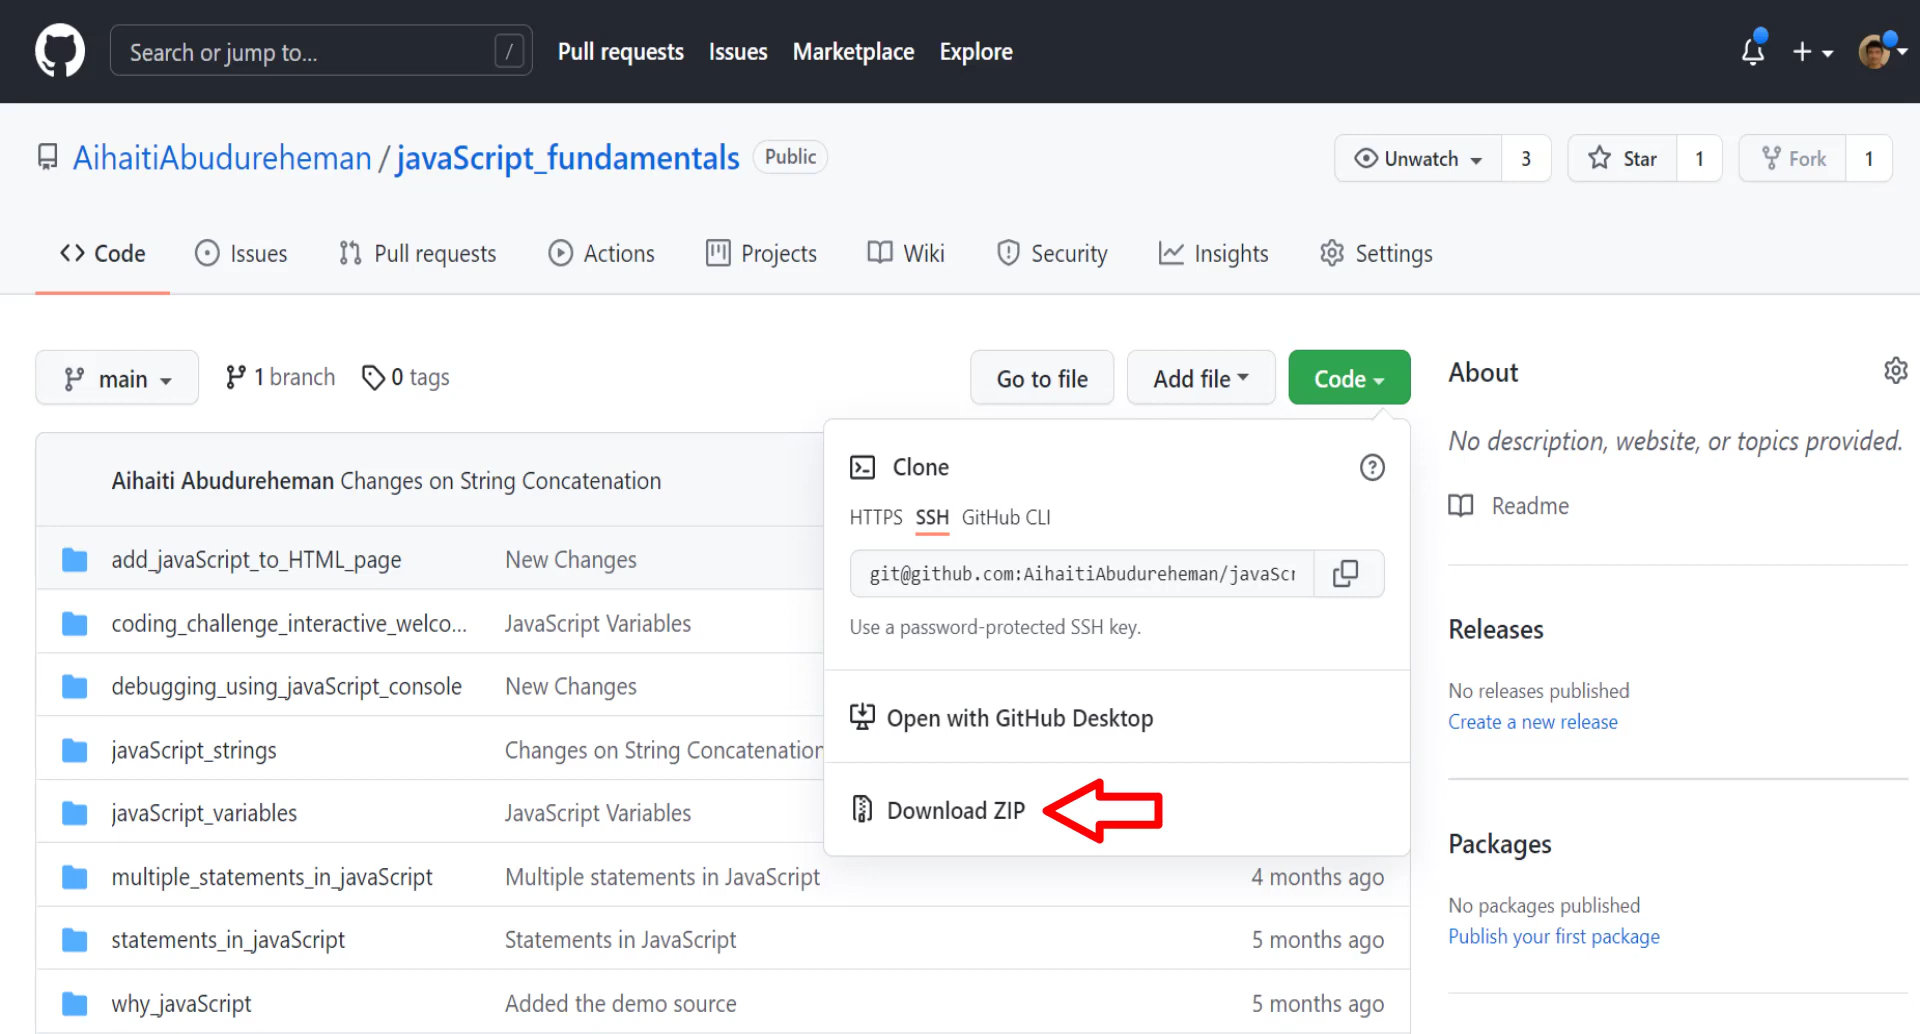 Search or jump to... / Pull requests Issues Marketplace Explore
AihaitiAbudureheman / javaScript_fundamentals Public Unwatch 3 Star 1 Fork 1
Code Issues Pull requests Actions Projects Wiki Security Insights Settings
main 1 branch 0 tags Go to file Add file Code
About
No description, website, or topics provided.
Readme
Releases
No releases published
Create a new release
Packages
No packages published
Publish your first package
Aihaiti Abudureheman Changes on String Concatenation
add_javaScript_to_HTML_page New Changes
coding_challenge_interactive_welco... JavaScript Variables
debugging_using_javaScript_console New Changes
javaScript_strings Changes on String Concatenation
javaScript_variables JavaScript Variables
multiple_statements_in_javaScript Multiple statements in JavaScript 4 months ago
statements_in_javaScript Statements in JavaScript 5 months ago
why_javaScript Added the demo source 5 months ago
Clone
HTTPS SSH GitHub CLI
git@github.com:AihaitiAbudureheman/javaScr
Use a password-protected SSH key.
Open with GitHub Desktop
Download ZIP